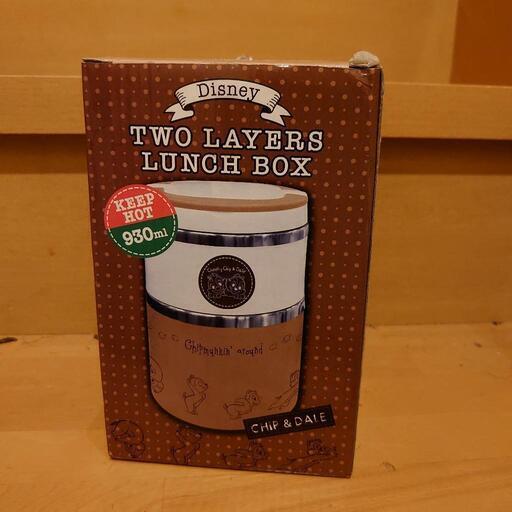 Disney
TWO LAYERS
LUNCH BOX
KEEP
HOT
930ml
Chipmunkin' around
CHIP & DALE